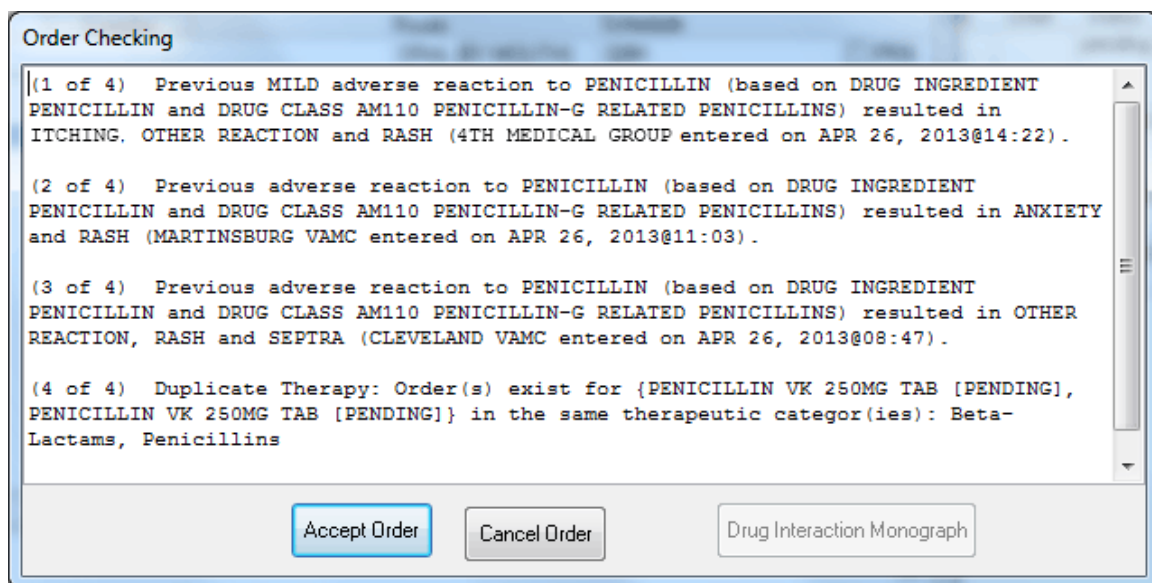 Order Checking
(1 of 4)  Previous MILD adverse reaction to PENICILLIN (based on DRUG INGREDIENT
PENICILLIN and DRUG CLASS AM110 PENICILLIN-G RELATED PENICILLINS) resulted in
ITCHING, OTHER REACTION and RASH (4TH MEDICAL GROUP entered on APR 26, 2013@14:22).
(2 of 4)  Previous adverse reaction to PENICILLIN (based on DRUG INGREDIENT
PENICILLIN and DRUG CLASS AM110 PENICILLIN-G RELATED PENICILLINS) resulted in ANXIETY
and RASH (MARTINSBURG VAMC entered on APR 26, 2013@11:03).
(3 of 4)  Previous adverse reaction to PENICILLIN (based on DRUG INGREDIENT
PENICILLIN and DRUG CLASS AM110 PENICILLIN-G RELATED PENICILLINS) resulted in OTHER
REACTION, RASH and SEPTRA (CLEVELAND VAMC entered on APR 26, 2013@08:47).
(4 of 4)  Duplicate Therapy: Order(s) exist for {PENICILLIN VK 250MG TAB [PENDING],
PENICILLIN VK 250MG TAB [PENDING]} in the same therapeutic categor(ies): Beta-
Lactams, Penicillins
Accept Order
Cancel Order
Drug Interaction Monograph